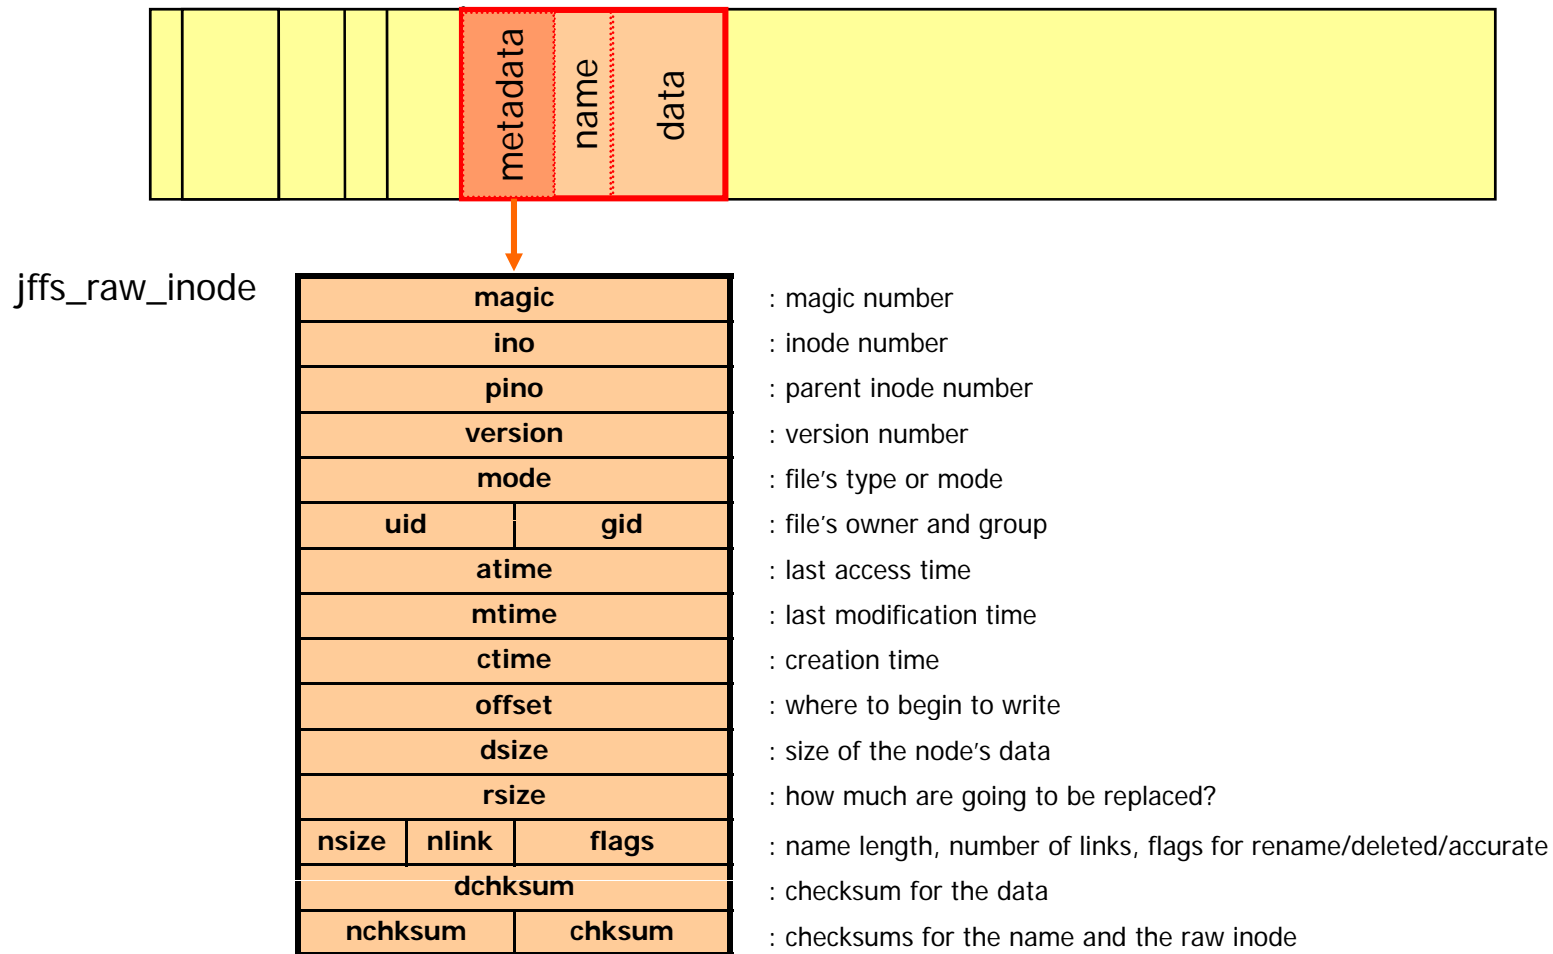 metadata
name
data
jffs_raw_inode
magic : magic number
ino : inode number
pino : parent inode number
version : version number
mode : file's type or mode
uid gid : file's owner and group
atime : last access time
mtime : last modification time
ctime : creation time
offset : where to begin to write
dsize : size of the node's data
rsize : how much are going to be replaced?
nsize nlink flags : name length, number of links, flags for rename/deleted/accurate
dchksum : checksum for the data
nchksum chksum : checksums for the name and the raw inode